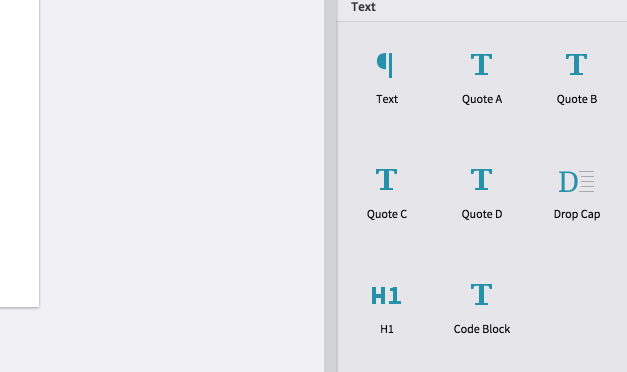 Text
¶
Text
T
Quote A
T
Quote B
T
Quote C
T
Quote D
D
Drop Cap
H1
H1
T
Code Block